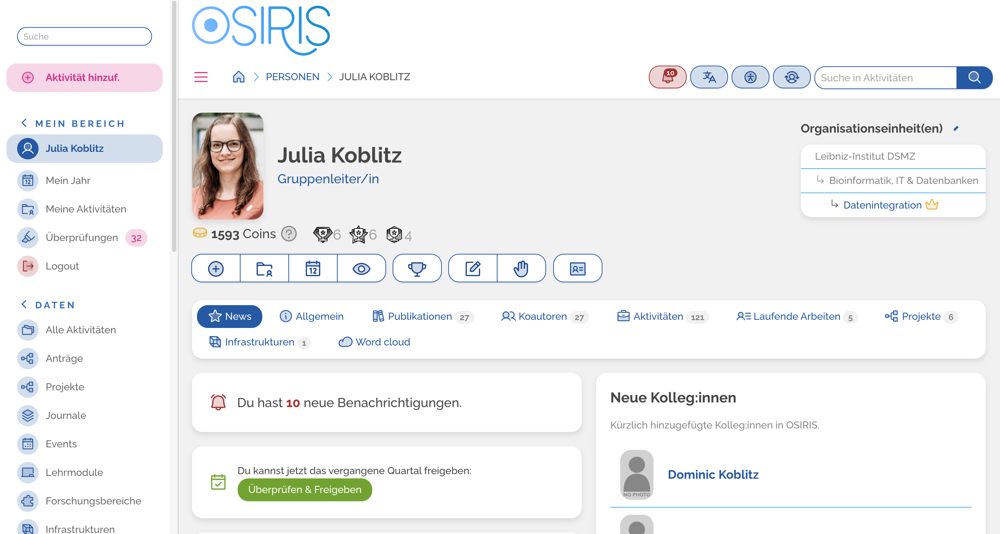 Suche
Aktivität hinzuf.
MEIN BEREICH
Julia Koblitz
12 Mein Jahr
Meine Aktivitäten
Überprüfungen 32
Logout
DATEN
Alle Aktivitäten
Anträge
Projekte
Journale
Events
Lehrmodule
Forschungsbereiche
Infrastrukturen
OSIRIS
PERSONEN JULIA KOBLITZ
10
Suche in Aktivitäten
Julia Koblitz
Gruppenleiter/in
Organisationseinheit(en)
Leibniz-Institut DSMZ
Bioinformatik, IT & Datenbanken
Datenintegration
1593 Coins ? 6 6 4
12
News Allgemein Publikationen 27 Koautoren 27 Aktivitäten 121 Laufende Arbeiten 5 Projekte 6
Infrastrukturen 1 Word cloud
Du hast 10 neue Benachrichtigungen.
Du kannst jetzt das vergangene Quartal freigeben:
Überprüfen & Freigeben
Neue Kolleg:innen
Kürzlich hinzugefügte Kolleg:innen in OSIRIS.
NO PHOTO
Dominic Koblitz